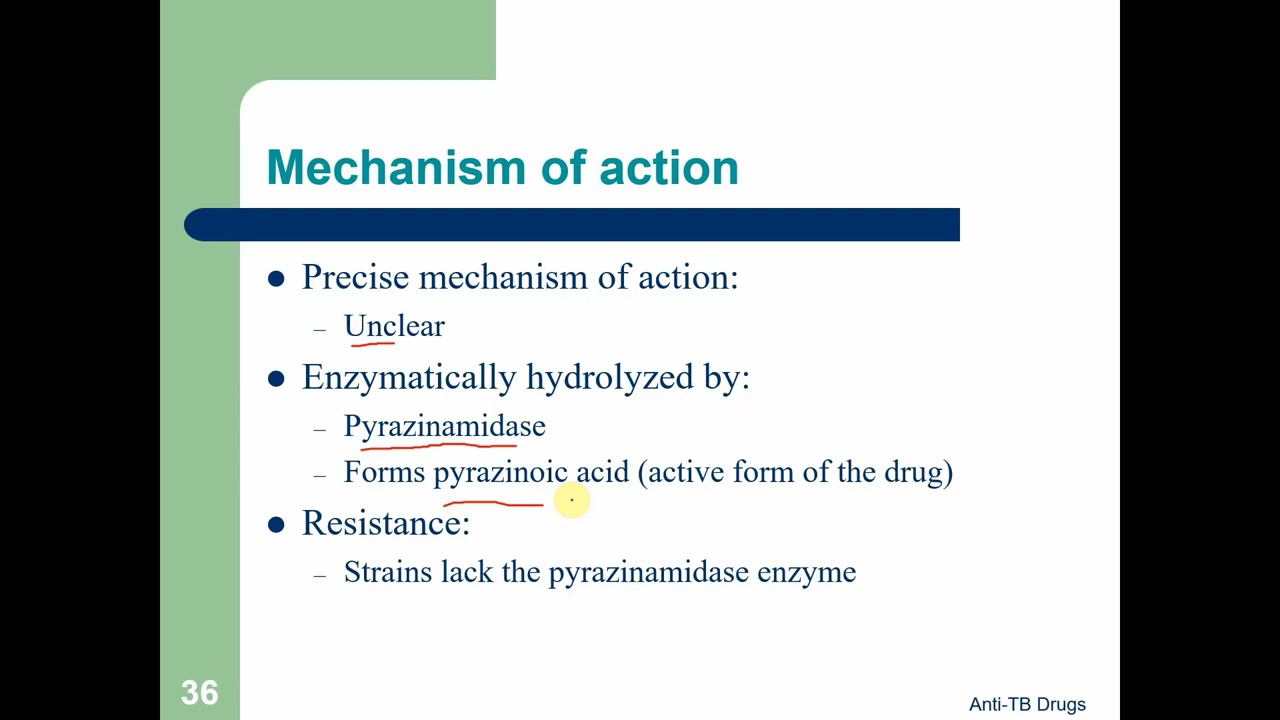 Mechanism of action
● Precise mechanism of action:
– Unclear
● Enzymatically hydrolyzed by:
– Pyrazinamidase
– Forms pyrazinoic acid (active form of the drug)
● Resistance:
– Strains lack the pyrazinamidase enzyme
36
Anti-TB Drugs